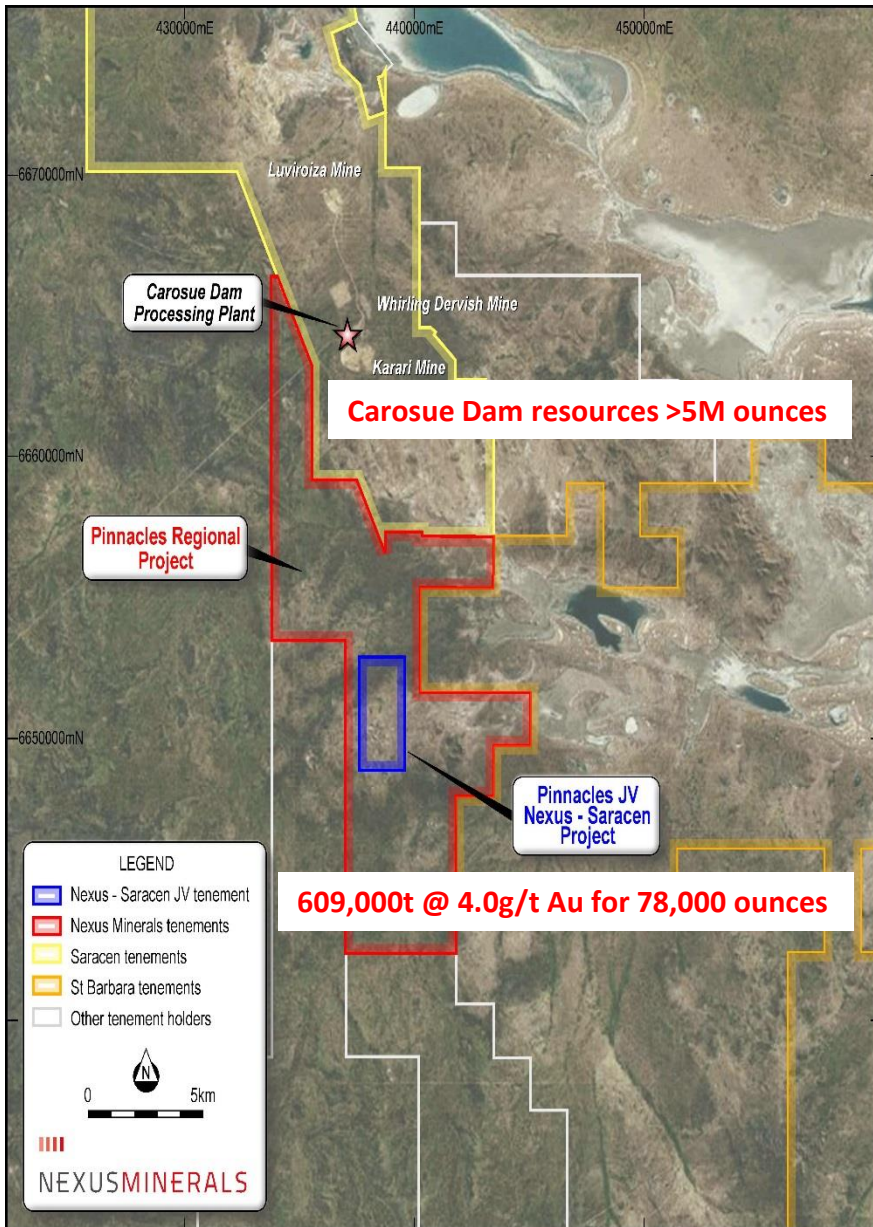 430000mE
440000mE
450000mE
6670000mN
Luviroiza Mine
Carosue Dam
Processing Plant
Whirling Dervish Mine
Karari Mine
Carosue Dam resources >5M ounces
6660000mN
Pinnacles Regional
Project
6650000mN
Pinnacles JV
Nexus - Saracen
Project
609,000t @ 4.0g/t Au for 78,000 ounces
LEGEND
Nexus - Saracen JV tenement
Nexus Minerals tenements
Saracen tenements
St Barbara tenements
Other tenement holders
N
0 5km
NEXUSMINERALS